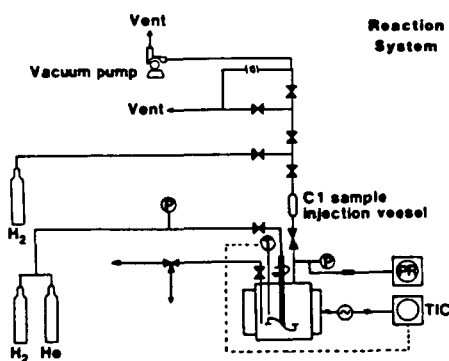 Vent
Reaction
System
Vacuum pump
Vent
C1 sample
injection vessel
H2
P
T
P
PR
TIC
H2
He